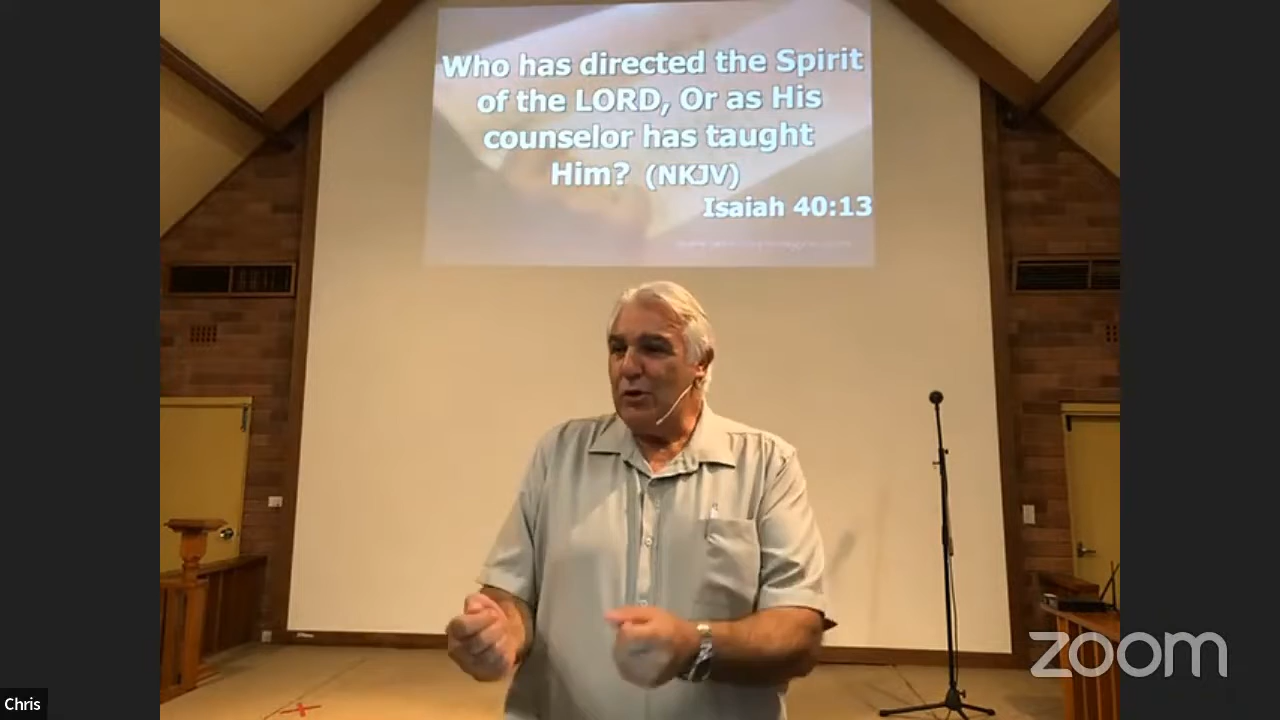 Who has directed the Spirit
of the LORD, Or as His
counselor has taught
Him? (NKJV)
Isaiah 40:13
zoom
Chris